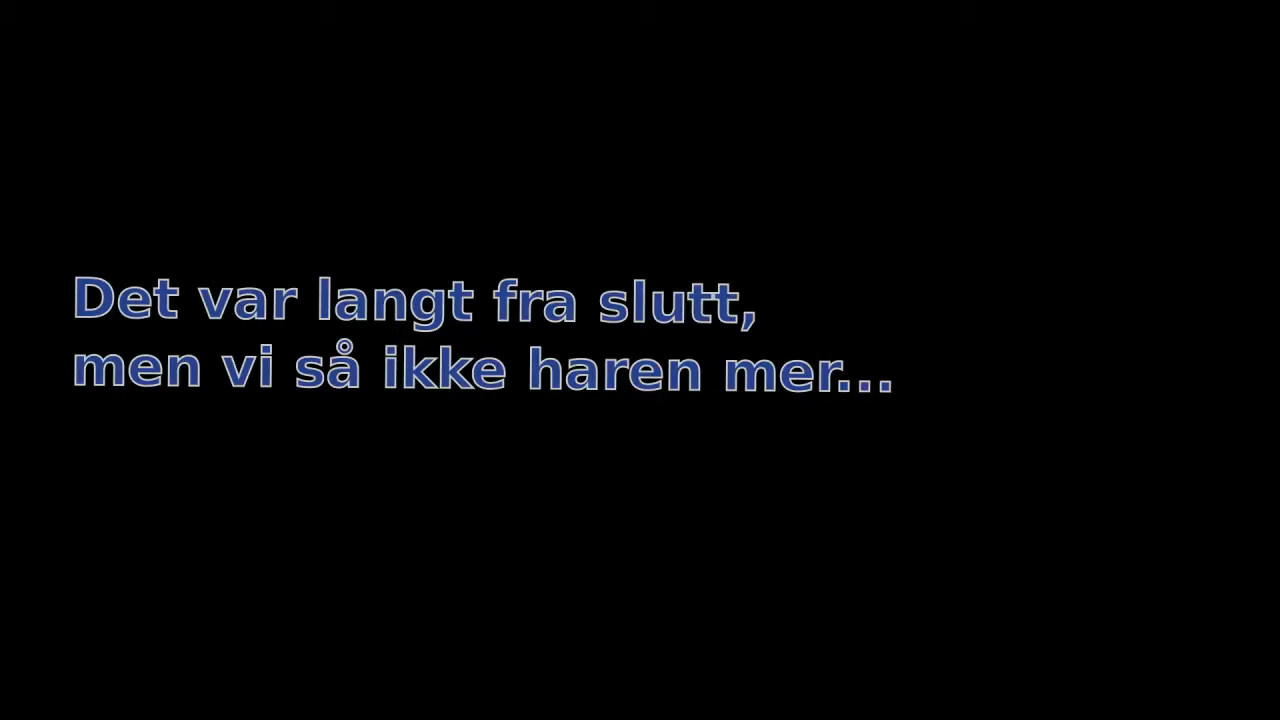 Det var langt fra slutt,
men vi så ikke haren mer...